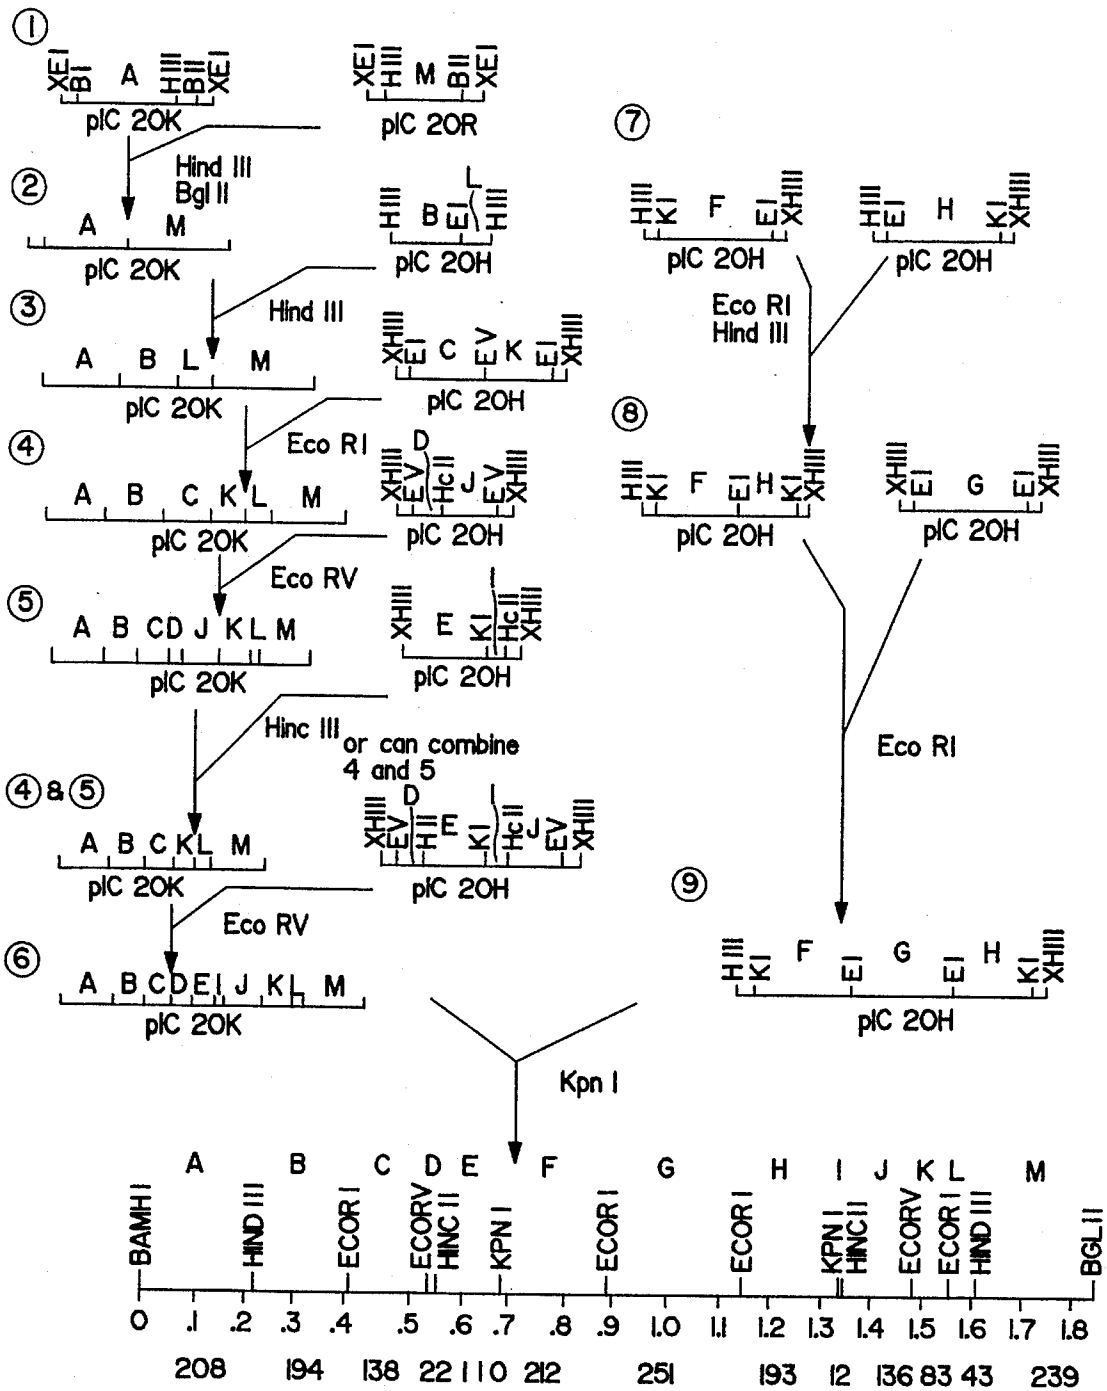 ①
XEI BI A HIII BII XEI
pIC 20K
XEI HIII M BII XEI
pIC 20R
Hind III
Bgl II
②
A M
pIC 20K
HIII B EI L HIII
pIC 20H
Hind III
③
A B L M
pIC 20K
XHIII EI C EV K EI XHIII
pIC 20H
Eco RI
④
A B C K L M
pIC 20K
XHIII EV D HcII J EV XHIII
pIC 20H
Eco RV
⑤
A B C D J K L M
pIC 20K
XHIII E KI I HcII XHIII
pIC 20H
Hinc III
or can combine
4 and 5
④ & ⑤
A B C K L M
pIC 20K
XHIII EV D HII E KI I HcII J EV XHIII
pIC 20H
Eco RV
⑥
A B C D E I J K L M
pIC 20K
⑦
HIII KI F EI XHIII
pIC 20H
HIII EI H KI XHIII
pIC 20H
Eco RI
Hind III
⑧
HIII KI F EI H KI XHIII
pIC 20H
XHIII EI G EI XHIII
pIC 20H
Eco RI
⑨
HIII KI F EI G EI H KI XHIII
pIC 20H
Kpn I
A B C D E F G H I J K L M
BAMH I HIND III ECOR I ECORV HINC II KPN I ECOR I ECOR I KPN I HINC II ECORV ECOR I HIND III BGL II
0 .1 .2 .3 .4 .5 .6 .7 .8 .9 1.0 1.1 1.2 1.3 1.4 1.5 1.6 1.7 1.8
208 194 138 22 110 212 251 193 12 136 83 43 239